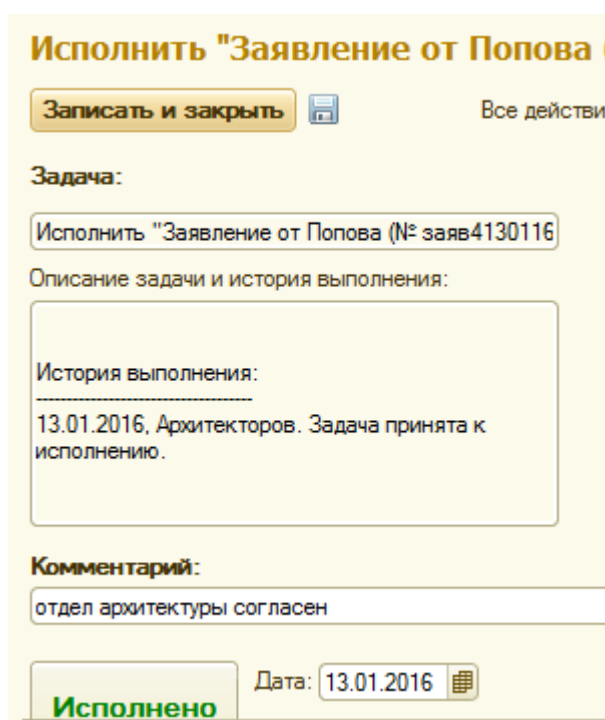 Исполнить "Заявление от Попова (
Записать и закрыть Все действи
Задача:
Исполнить "Заявление от Попова (№ заяв4130116
Описание задачи и история выполнения:
История выполнения:
------------------------------------
13.01.2016, Архитекторов. Задача принята к
исполнению.
Комментарий:
отдел архитектуры согласен
Дата: 13.01.2016
Исполнено